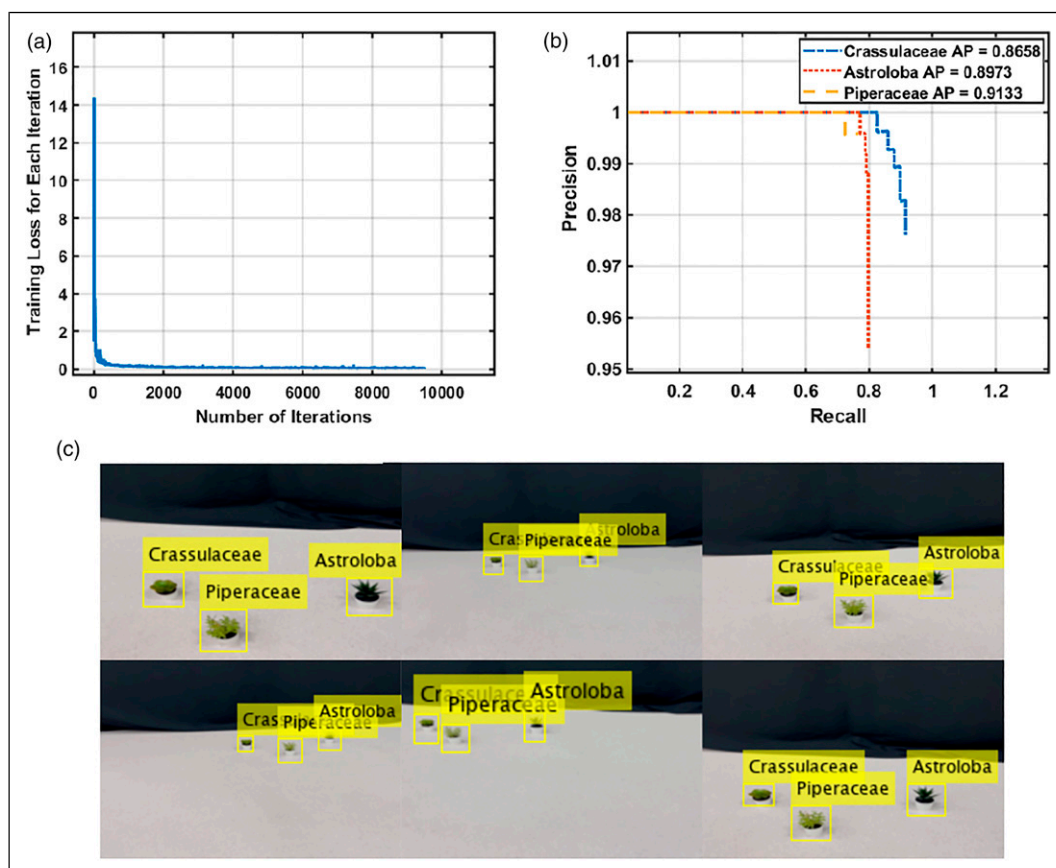 (a)
16
14
12
10
8
6
4
2
0
Training Loss for Each Iteration
0 2000 4000 6000 8000 10000
Number of Iterations
(b)
Crassulaceae AP = 0.8658
Astroloba AP = 0.8973
Piperaceae AP = 0.9133
1.01
1
0.99
0.98
0.97
0.96
0.95
Precision
0.2 0.4 0.6 0.8 1 1.2
Recall
(c)
Crassulaceae
Astroloba
Piperaceae
Piperaceae
Astroloba
Crassulaceae
Astroloba
Piperaceae
Astroloba
Piperaceae
Crassulaceae
Astroloba
Piperaceae
Crassulaceae
Astroloba
Piperaceae